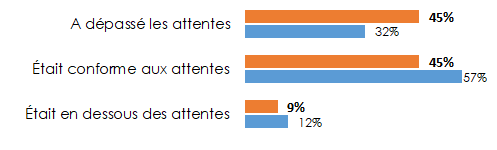 A dépassé les attentes
45%
32%
Était conforme aux attentes
45%
57%
Était en dessous des attentes
9%
12%